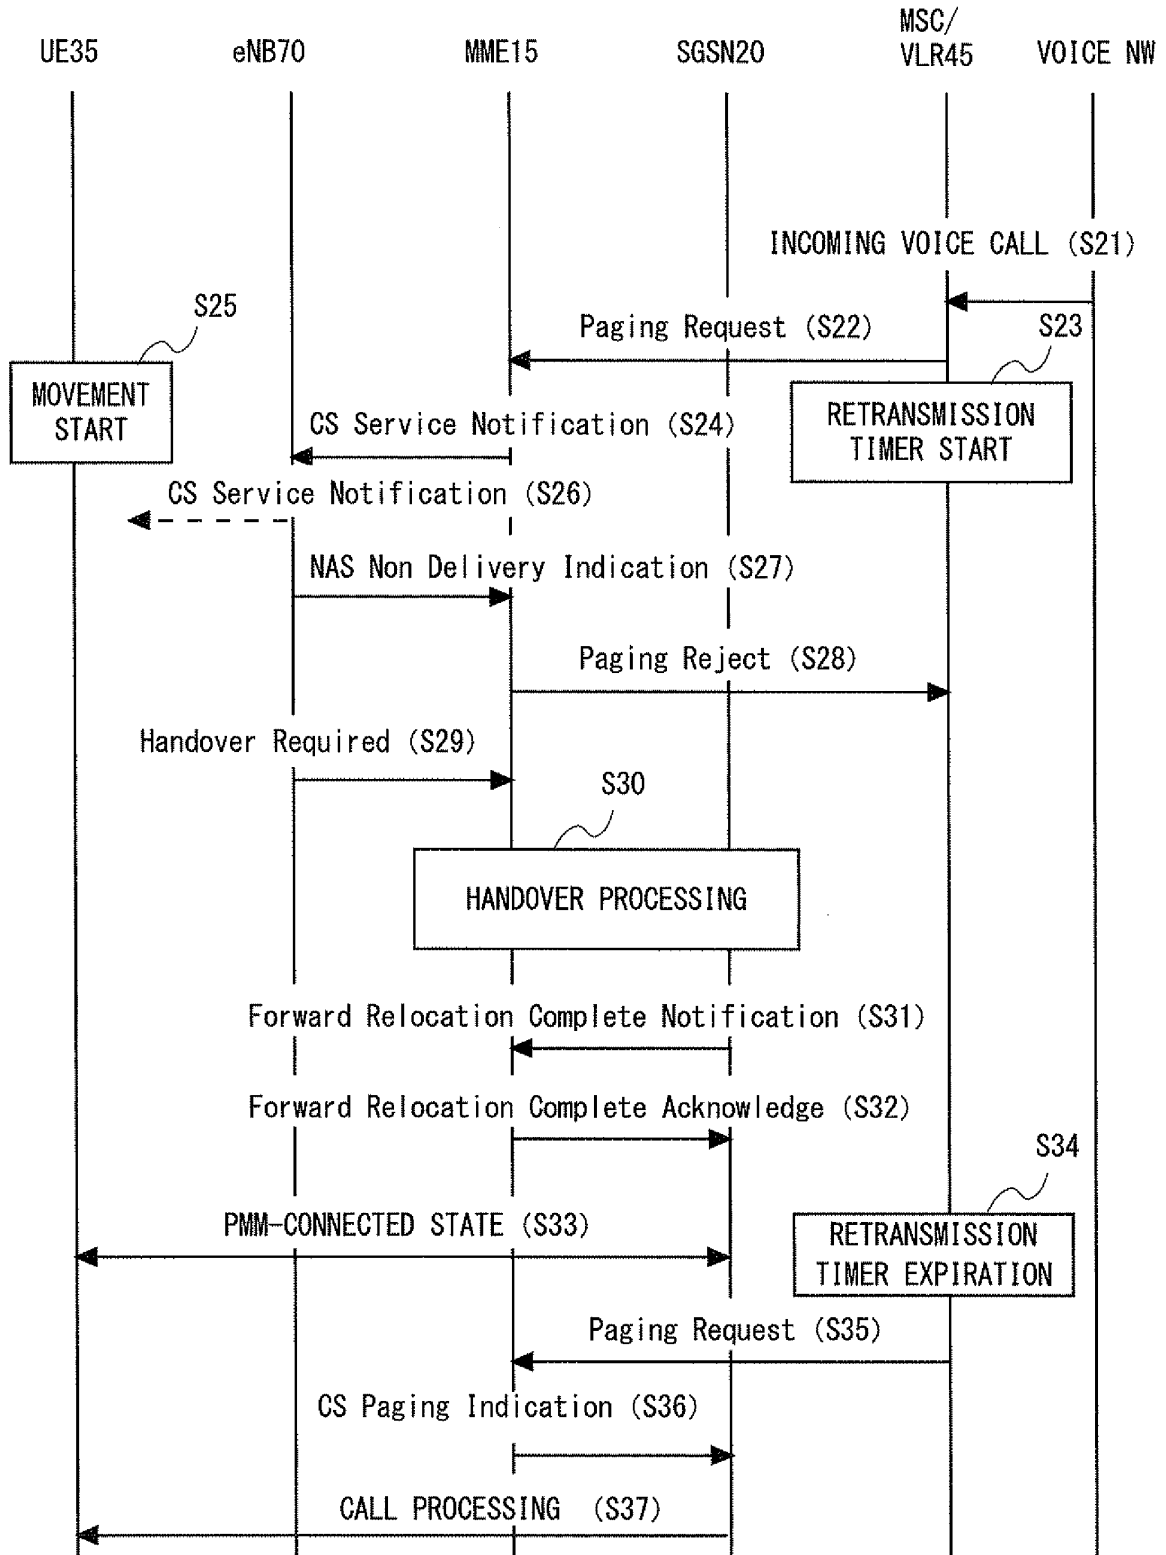 UE35
eNB70
MME15
SGSN20
MSC/
VLR45
VOICE NW
INCOMING VOICE CALL (S21)
S25
Paging Request (S22)
S23
MOVEMENT
START
RETRANSMISSION
TIMER START
CS Service Notification (S24)
CS Service Notification (S26)
NAS Non Delivery Indication (S27)
Paging Reject (S28)
Handover Required (S29)
S30
HANDOVER PROCESSING
Forward Relocation Complete Notification (S31)
Forward Relocation Complete Acknowledge (S32)
S34
PMM-CONNECTED STATE (S33)
RETRANSMISSION
TIMER EXPIRATION
Paging Request (S35)
CS Paging Indication (S36)
CALL PROCESSING (S37)